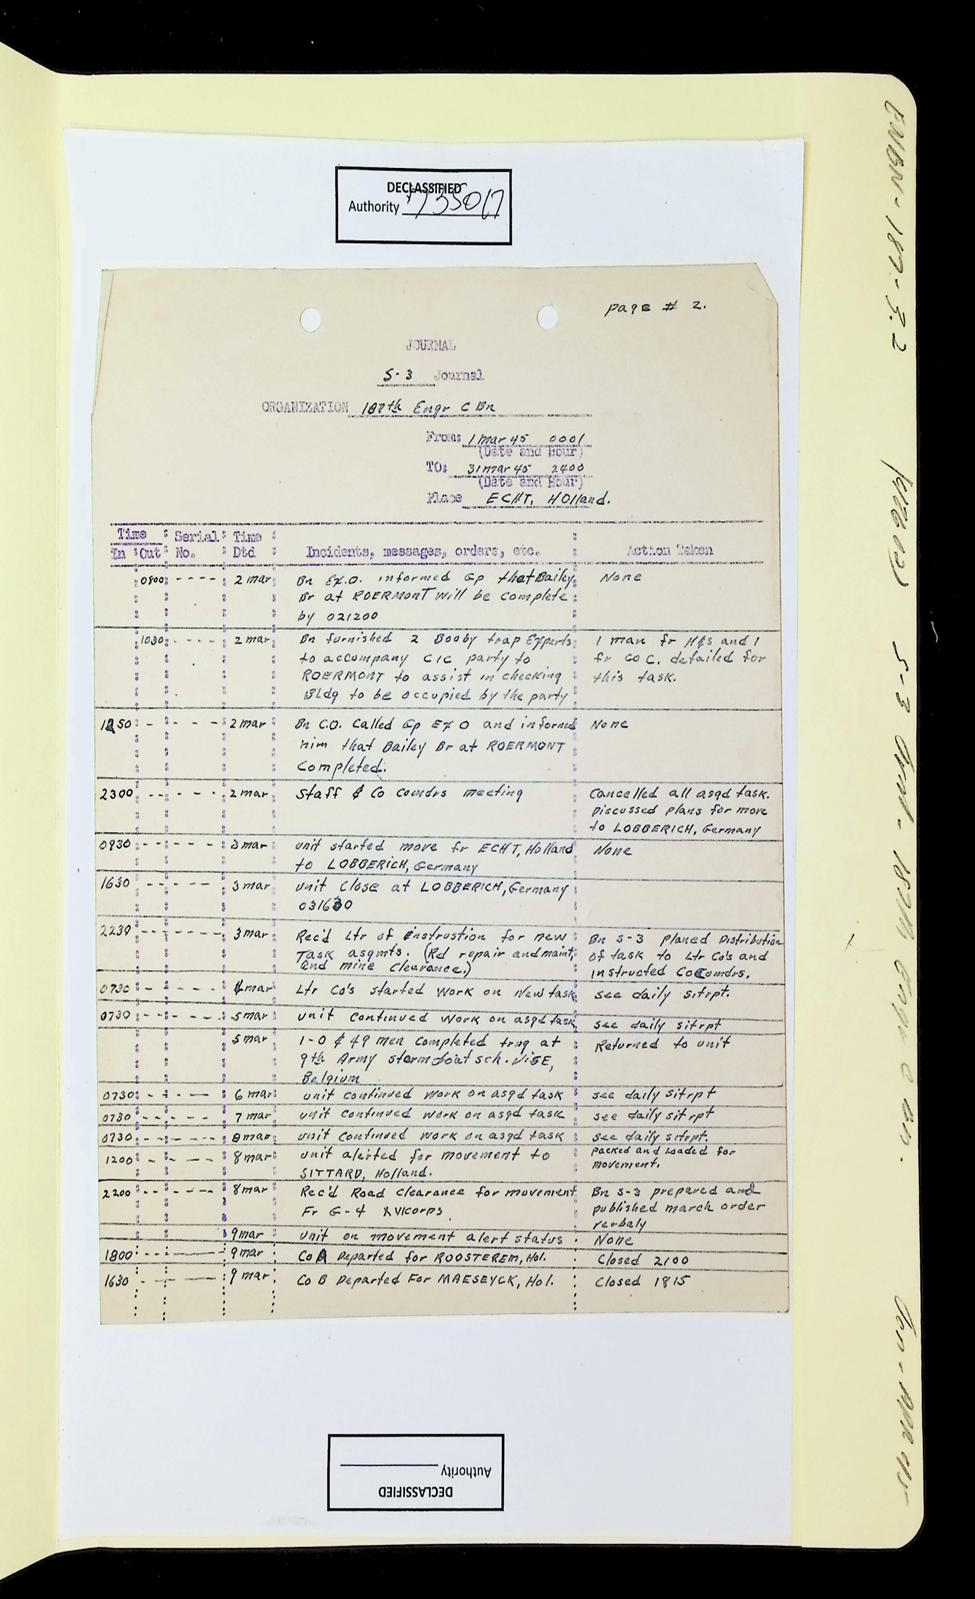 DECLASSIFIED
Authority 735017
page # 2.
JOURNAL
S-3 Journal
ORGANIZATION 187th Engr C Bn
From: 1 Mar 45 0001
(Date and Hour)
TO: 31 mar 45 2400
(Date and Hour)
Place ECHT, Holland.
Time Serial Time
In Out No. Dtd Incidents, messages, orders, etc. Action Taken
0800 ---- 2 mar Bn Ex.O. informed Gp that Bailey None
Br at ROERMONT will be complete
by 021200
1030 ---- 2 mar Bn furnished 2 Booby trap Experts 1 man fr H&S and 1
to accompany CIC party to fr Co C. detailed for
ROERMONT to assist in checking this task.
Bldg to be occupied by the party
1250 - --- 2 mar Bn C.O. Called Gp Ex O and informed None
him that Bailey Br at ROERMONT
Completed.
2300 -- --- 2 mar Staff & Co comdrs meeting Cancelled all asgd task.
Discussed plans for move
to LOBBERICH, Germany
0930 -- --- 3 mar unit started move fr ECHT, Holland None
to LOBBERICH, Germany
1630 -- --- 3 mar unit Close at LOBBERICH, Germany
031630
2230 -- --- 3 mar Rec'd Ltr of instrustion for new Bn S-3 planed Distribution
Task asgmts. (Rd repair and maint, of task to Ltr Co's and
and mine Clearance.) instructed Co Comdrs.
0730 -- --- 4 mar Ltr Co's started work on New task see daily sitrpt.
0730 -- --- 5 mar unit continued work on asgd task see daily sitrpt
5 mar 1-O & 49 men completed trng at Returned to unit
9th Army stormboat sch. VISE,
Belgium
0730 -- -- 6 mar unit continued work on asgd task see daily sitrpt
0730 -- --- 7 mar unit continued work on asgd task see daily sitrpt
0730 -- --- 8 mar unit continued work on asgd task see daily sitrpt.
1200 -- --- 8 mar unit alerted for movement to packed and Loaded for
SITTARD, Holland. movement.
2200 -- --- 8 mar Rec'd Road Clearance for movement Bn S-3 prepared and
Fr G-4 XVI corps published march order
verbaly
9 mar unit on movement alert status. None
1800 -- --- 9 mar Co A Departed for ROOSTEREM, Hol. Closed 2100
1630 -- --- 9 mar Co B Departed For MAESEYCK, Hol. Closed 1815
DECLASSIFIED
Authority
ENBN-187-3.2
S-3 Jrnl. 187th Engr C Bn.
Jan-Apr 45